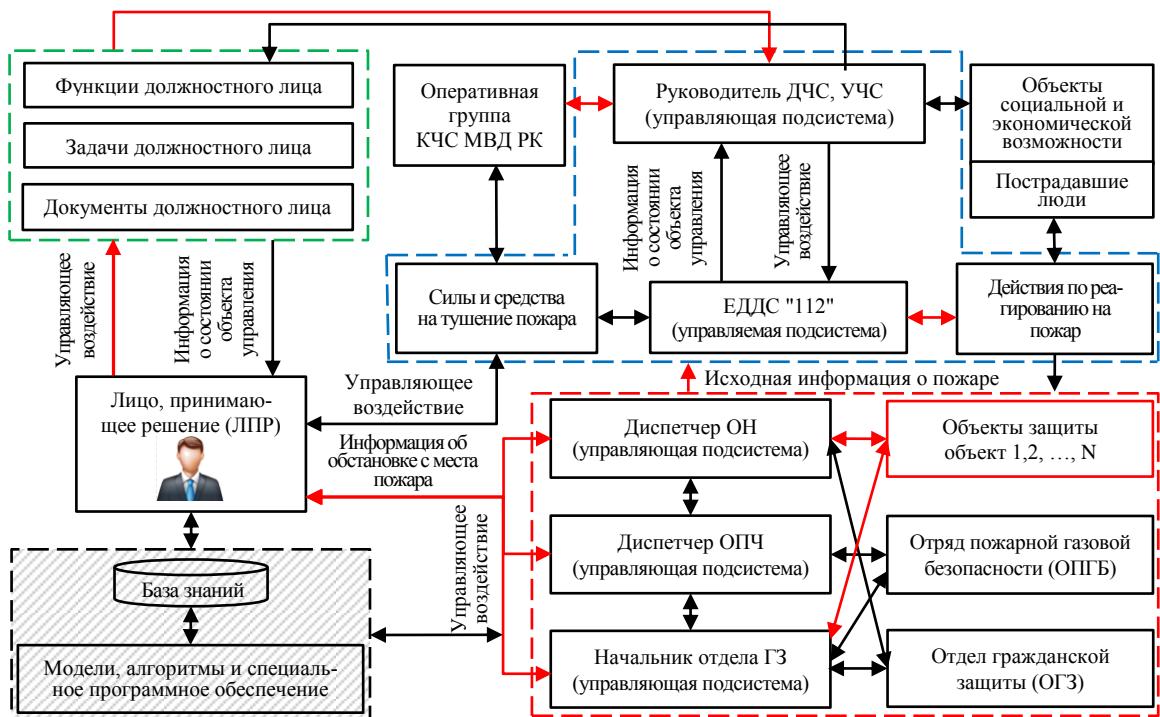 Функции должностного лица
Задачи должностного лица
Документы должностного лица
Оперативная
группа
КЧС МВД РК
Руководитель ДЧС, УЧС
(управляющая подсистема)
Объекты
социальной и
экономической
возможности
Пострадавшие
люди
Информация
о состоянии
объекта
управления
Управляющее
воздействие
Управляющее
воздействие
Информация
о состоянии
объекта
управления
Силы и средства
на тушение пожара
ЕДДС "112"
(управляемая подсистема)
Действия по реа-
гированию на
пожар
Исходная информация о пожаре
Лицо, принимаю-
щее решение (ЛПР)
Управляющее
воздействие
Информация об
обстановке с места
пожара
Диспетчер ОН
(управляющая подсистема)
Объекты защиты
объект 1,2, …, N
Управляющее
воздействие
Диспетчер ОПЧ
(управляющая подсистема)
Отряд пожарной газовой
безопасности (ОПГБ)
База знаний
Модели, алгоритмы и специаль-
ное программное обеспечение
Начальник отдела ГЗ
(управляющая подсистема)
Отдел гражданской
защиты (ОГЗ)